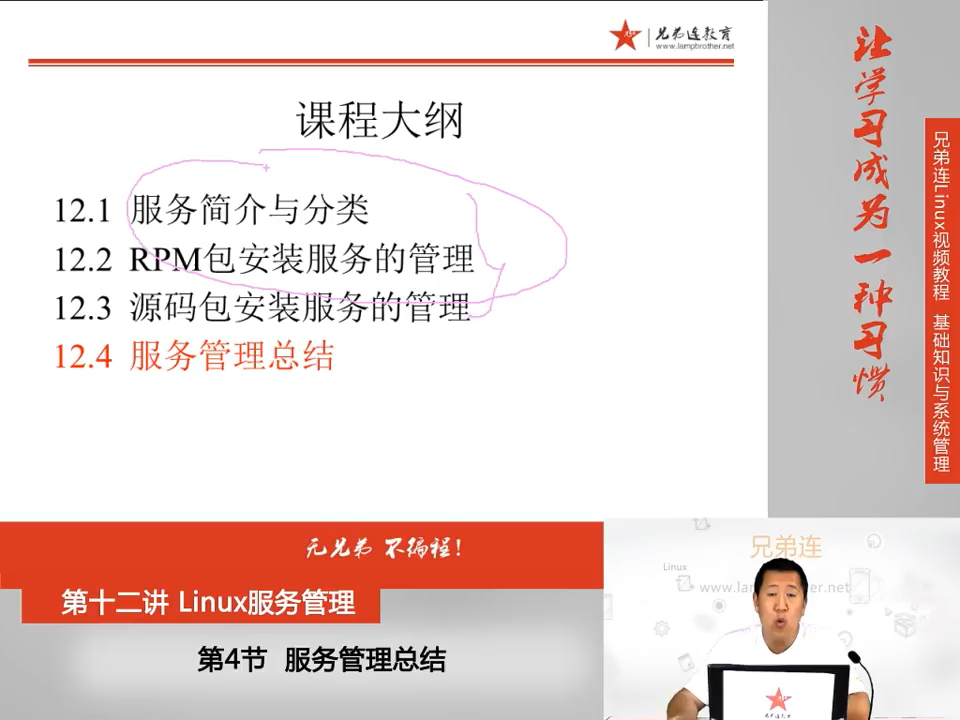 兄弟连教育
www.lampbrother.net
课程大纲
12.1 服务简介与分类
12.2 RPM包安装服务的管理
12.3 源码包安装服务的管理
12.4 服务管理总结
让学习成为一种习惯
兄弟连Linux视频教程 基础知识与系统管理
无兄弟 不编程!
第十二讲 Linux服务管理
第4节 服务管理总结
兄弟连
Linux